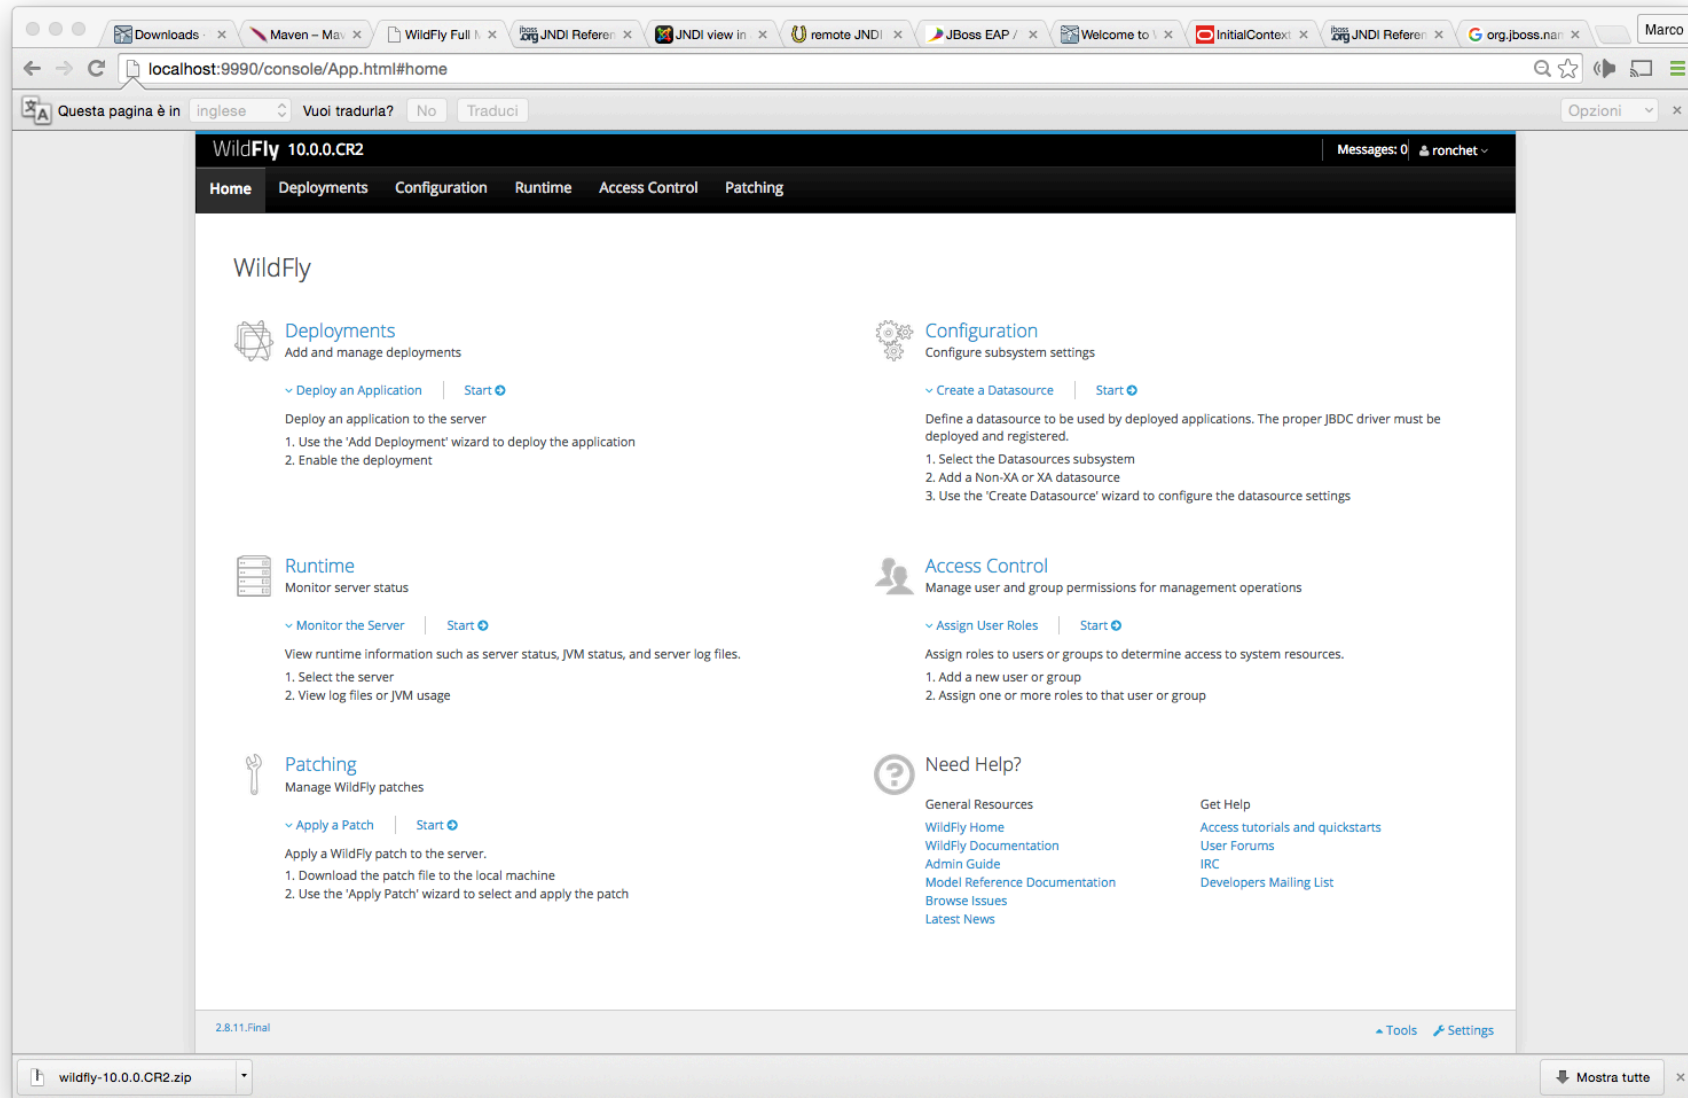 Downloads -
Maven – Mav
WildFly Full M
JNDI Referen
JNDI view in
remote JNDI
JBoss EAP /
Welcome to
InitialContext
JNDI Referen
org.jboss.nan
Marco
localhost:9990/console/App.html#home
Questa pagina è in inglese Vuoi tradurla? No Traduci Opzioni
WildFly 10.0.0.CR2 Messages: 0 ronchet
Home Deployments Configuration Runtime Access Control Patching
WildFly
Deployments
Add and manage deployments
Deploy an Application Start
Deploy an application to the server
1. Use the 'Add Deployment' wizard to deploy the application
2. Enable the deployment
Configuration
Configure subsystem settings
Create a Datasource Start
Define a datasource to be used by deployed applications. The proper JBDC driver must be
deployed and registered.
1. Select the Datasources subsystem
2. Add a Non-XA or XA datasource
3. Use the 'Create Datasource' wizard to configure the datasource settings
Runtime
Monitor server status
Monitor the Server Start
View runtime information such as server status, JVM status, and server log files.
1. Select the server
2. View log files or JVM usage
Access Control
Manage user and group permissions for management operations
Assign User Roles Start
Assign roles to users or groups to determine access to system resources.
1. Add a new user or group
2. Assign one or more roles to that user or group
Patching
Manage WildFly patches
Apply a Patch Start
Apply a WildFly patch to the server.
1. Download the patch file to the local machine
2. Use the 'Apply Patch' wizard to select and apply the patch
Need Help?
General Resources
WildFly Home
WildFly Documentation
Admin Guide
Model Reference Documentation
Browse Issues
Latest News
Get Help
Access tutorials and quickstarts
User Forums
IRC
Developers Mailing List
2.8.11.Final Tools Settings
wildfly-10.0.0.CR2.zip Mostra tutte